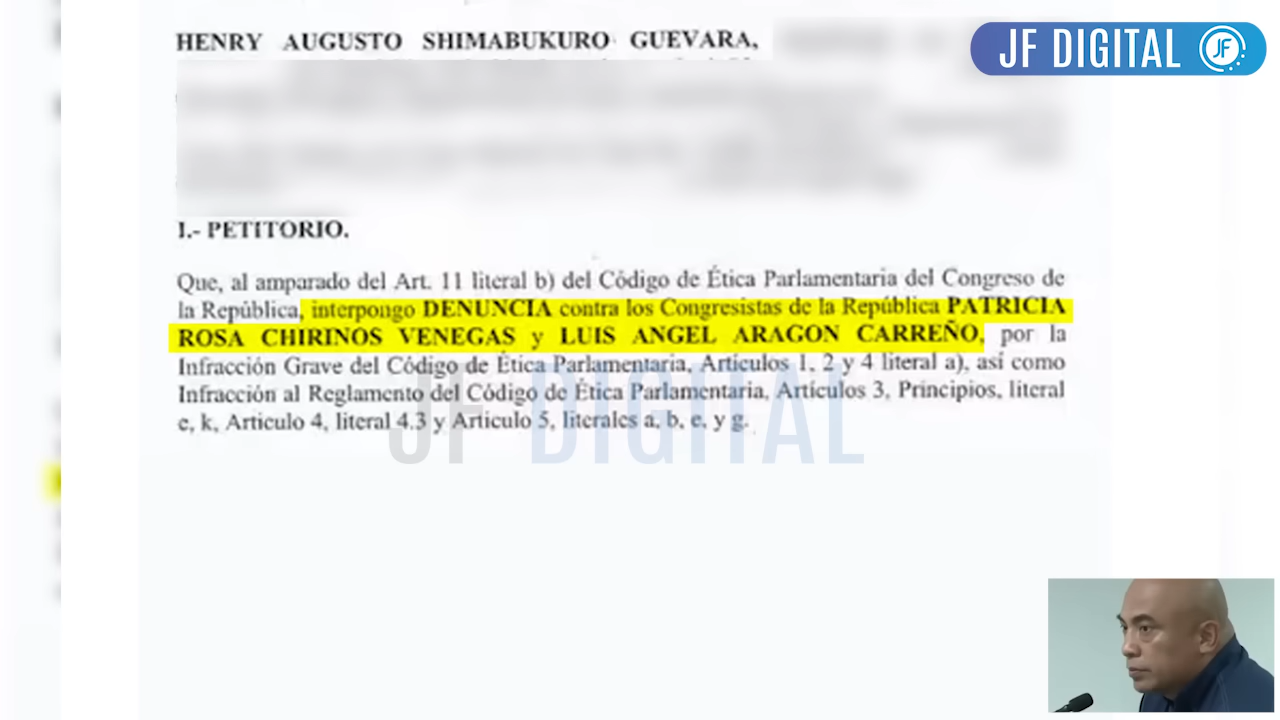 HENRY AUGUSTO SHIMABUKURO GUEVARA,
JF DIGITAL JF
I.- PETITORIO.
Que, al amparado del Art. 11 literal b) del Código de Ética Parlamentaria del Congreso de
la República, interpongo DENUNCIA contra los Congresistas de la República PATRICIA
ROSA CHIRINOS VENEGAS y LUIS ANGEL ARAGON CARREÑO, por la
Infracción Grave del Código de Ética Parlamentaria, Artículos 1, 2 y 4 literal a), así como
Infracción al Reglamento del Código de Ética Parlamentaria, Artículos 3, Principios, literal
e, k, Articulo 4, literal 4.3 y Articulo 5, literales a, b, e, y g.
JF DIGITAL